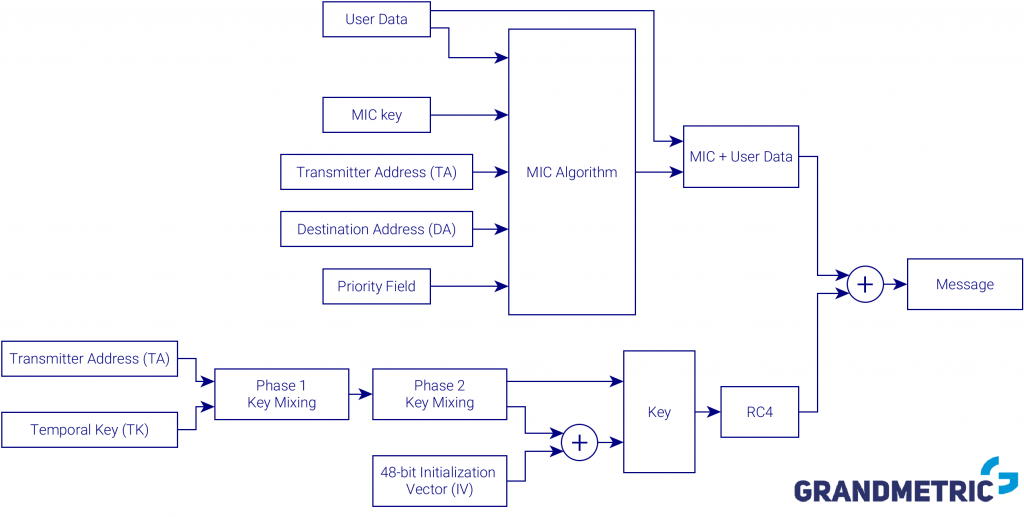 User Data
MIC key
Transmitter Address (TA)
Destination Address (DA)
Priority Field
MIC Algorithm
MIC + User Data
+
Message
Transmitter Address (TA)
Temporal Key (TK)
Phase 1
Key Mixing
Phase 2
Key Mixing
48-bit Initialization
Vector (IV)
+
Key
RC4
GRANDMETRIC